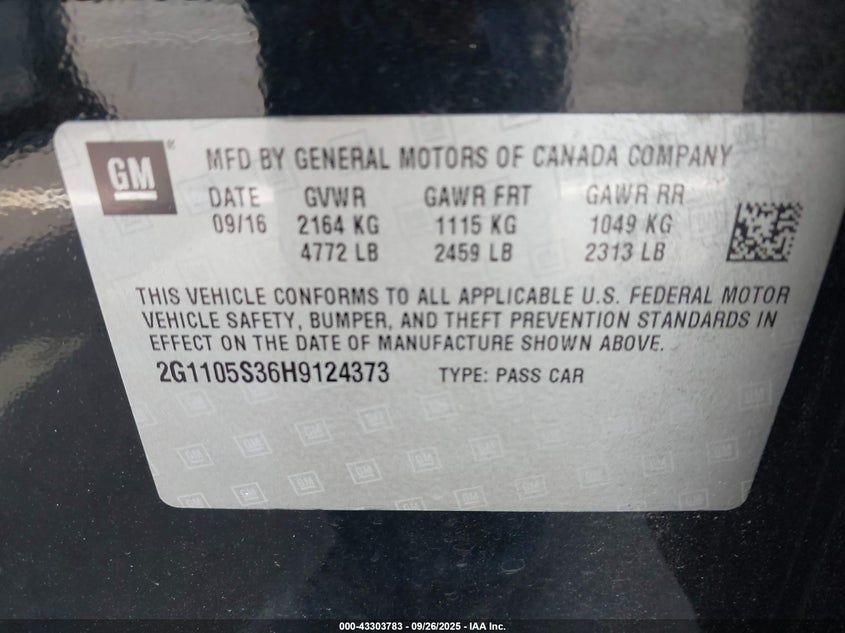 GM ® MFD BY GENERAL MOTORS OF CANADA COMPANY
DATE GVWR GAWR FRT GAWR RR
09/16 2164 KG 1115 KG 1049 KG
4772 LB 2459 LB 2313 LB
THIS VEHICLE CONFORMS TO ALL APPLICABLE U.S. FEDERAL MOTOR
VEHICLE SAFETY, BUMPER, AND THEFT PREVENTION STANDARDS IN
EFFECT ON THE DATE OF MANUFACTURE SHOWN ABOVE.
2G1105S36H9124373 TYPE: PASS CAR
000-43303783 - 09/26/2025 - IAA Inc.